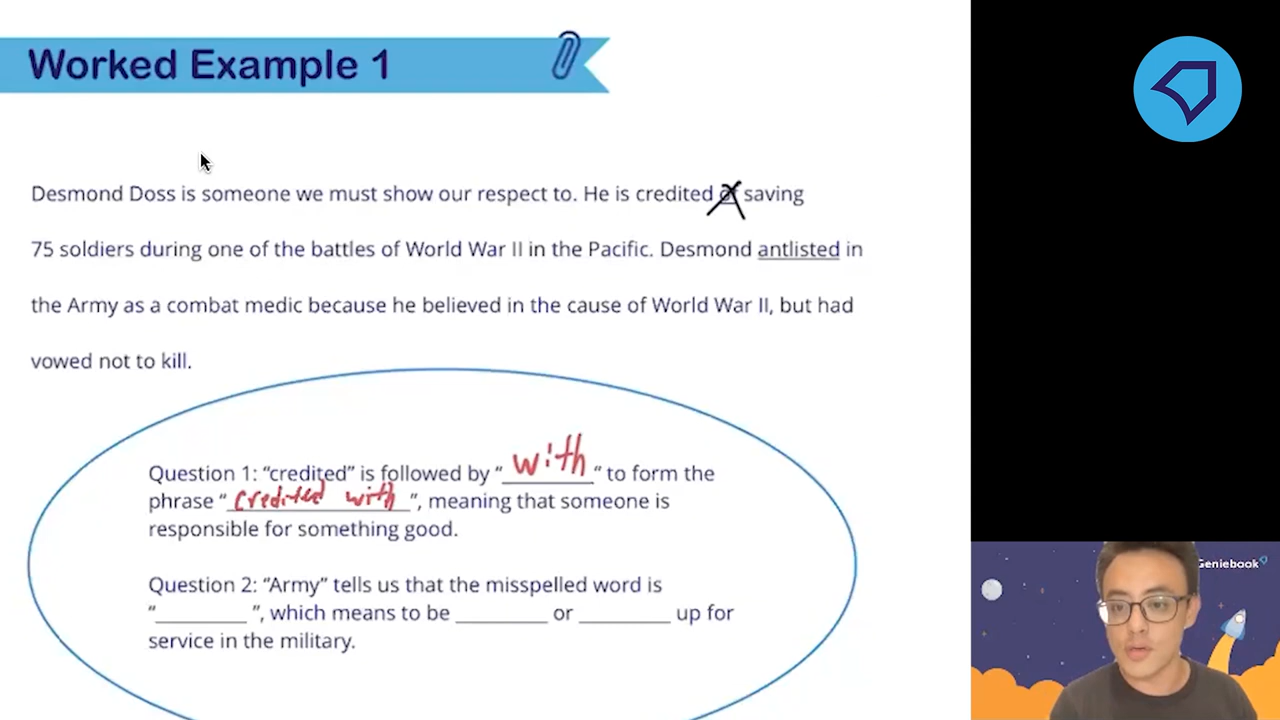 Worked Example 1
Desmond Doss is someone we must show our respect to. He is credited of saving
75 soldiers during one of the battles of World War II in the Pacific. Desmond antlisted in
the Army as a combat medic because he believed in the cause of World War II, but had
vowed not to kill.
Question 1: “credited” is followed by “ with “ to form the
phrase “ credited with ”, meaning that someone is
responsible for something good.
Question 2: “Army” tells us that the misspelled word is
“________ ”, which means to be ________ or ________ up for
service in the military.
Geniebook